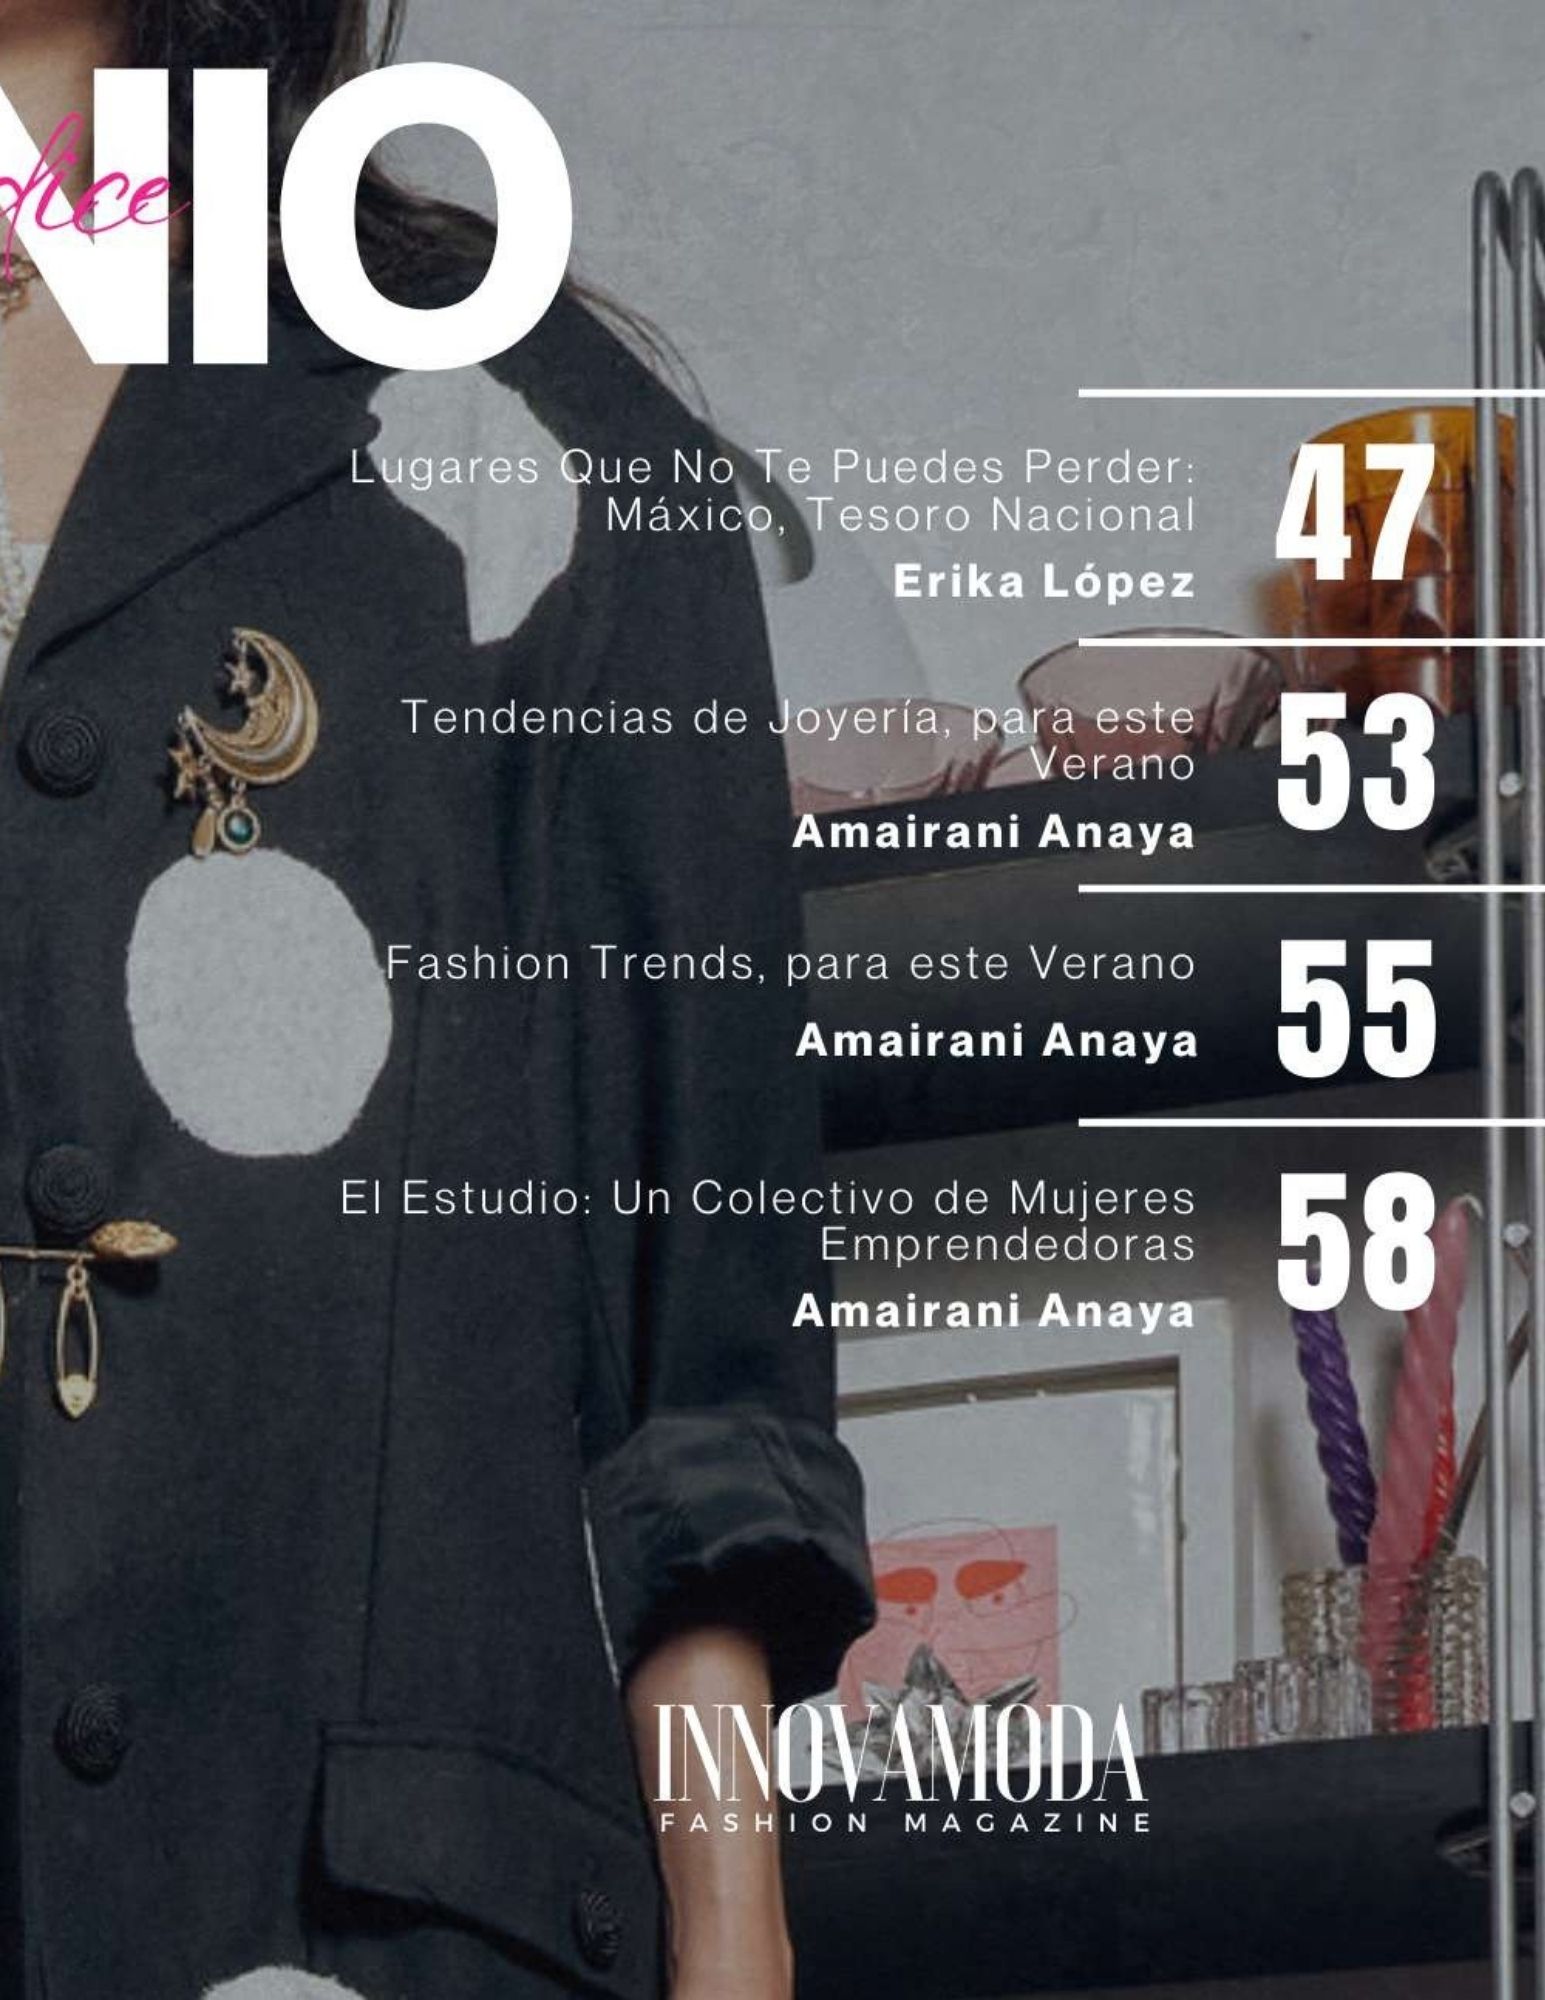 NIO
dice
Lugares Que No Te Puedes Perder:
Máxico, Tesoro Nacional
Erika López
47
Tendencias de Joyería, para este
Verano
Amairani Anaya
53
Fashion Trends, para este Verano
Amairani Anaya
55
El Estudio: Un Colectivo de Mujeres
Emprendedoras
Amairani Anaya
58
INNOVAMODA
FASHION MAGAZINE